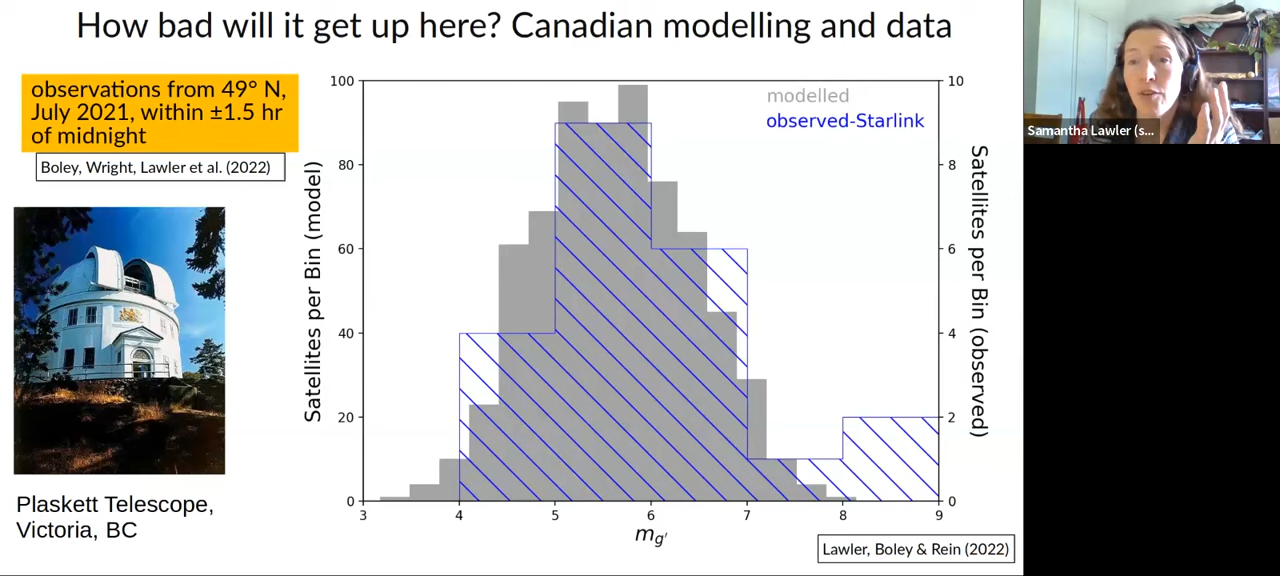 How bad will it get up here? Canadian modelling and data
observations from 49° N,
July 2021, within ±1.5 hr
of midnight
Boley, Wright, Lawler et al. (2022)
Plaskett Telescope,
Victoria, BC
Satellites per Bin (model)
100
80
60
40
20
0
modelled
observed-Starlink
10
8
6
4
2
0
Satellites per Bin (observed)
3 4 5 6 7 8 9
m_g'
Lawler, Boley & Rein (2022)
Samantha Lawler (s...